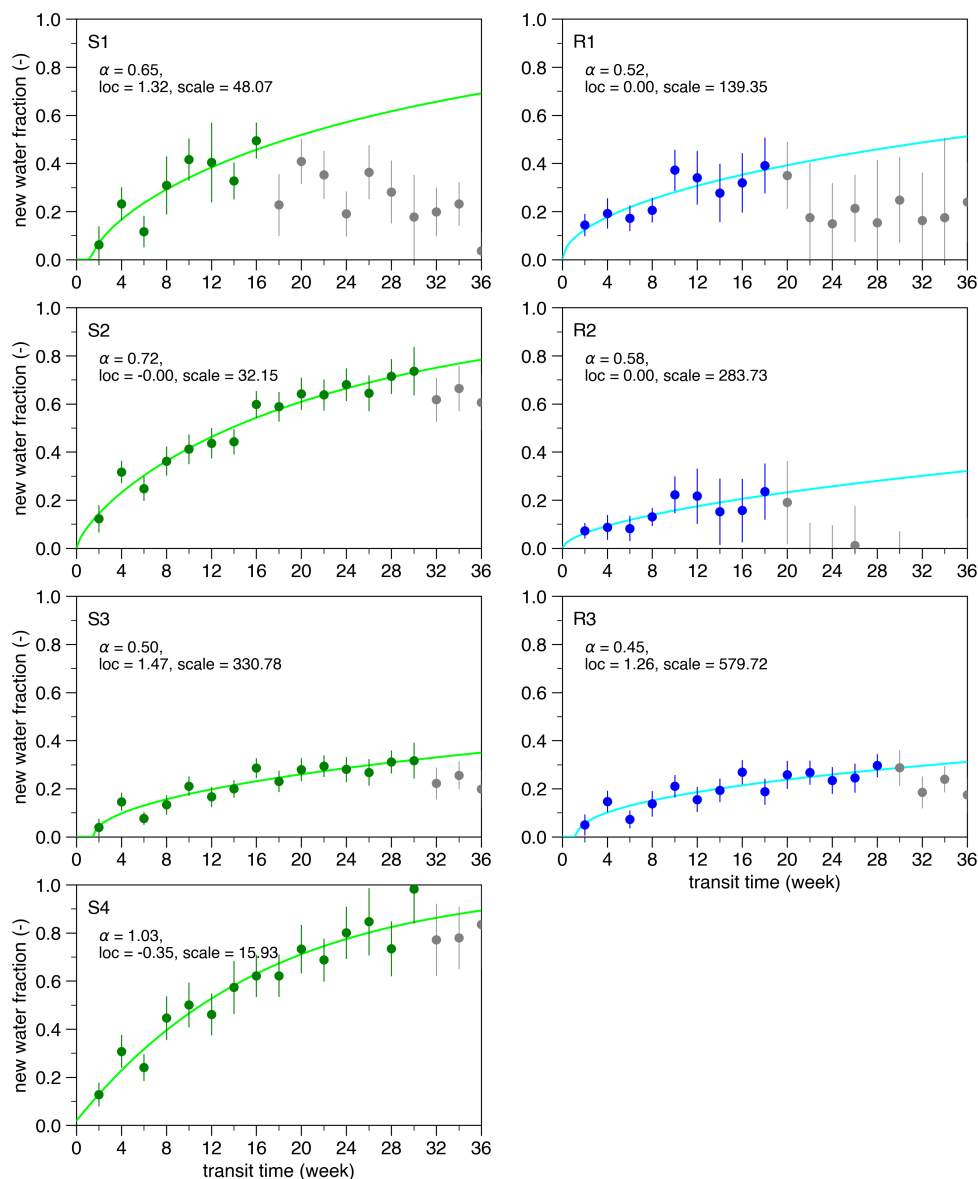 new water fraction (-)
1.0
0.8
0.6
0.4
0.2
0.0
S1
α = 0.65,
loc = 1.32, scale = 48.07
0 4 8 12 16 20 24 28 32 36
1.0
0.8
0.6
0.4
0.2
0.0
R1
α = 0.52,
loc = 0.00, scale = 139.35
0 4 8 12 16 20 24 28 32 36
new water fraction (-)
1.0
0.8
0.6
0.4
0.2
0.0
S2
α = 0.72,
loc = -0.00, scale = 32.15
0 4 8 12 16 20 24 28 32 36
1.0
0.8
0.6
0.4
0.2
0.0
R2
α = 0.58,
loc = 0.00, scale = 283.73
0 4 8 12 16 20 24 28 32 36
new water fraction (-)
1.0
0.8
0.6
0.4
0.2
0.0
S3
α = 0.50,
loc = 1.47, scale = 330.78
0 4 8 12 16 20 24 28 32 36
1.0
0.8
0.6
0.4
0.2
0.0
R3
α = 0.45,
loc = 1.26, scale = 579.72
0 4 8 12 16 20 24 28 32 36
transit time (week)
new water fraction (-)
1.0
0.8
0.6
0.4
0.2
0.0
S4
α = 1.03,
loc = -0.35, scale = 15.93
0 4 8 12 16 20 24 28 32 36
transit time (week)